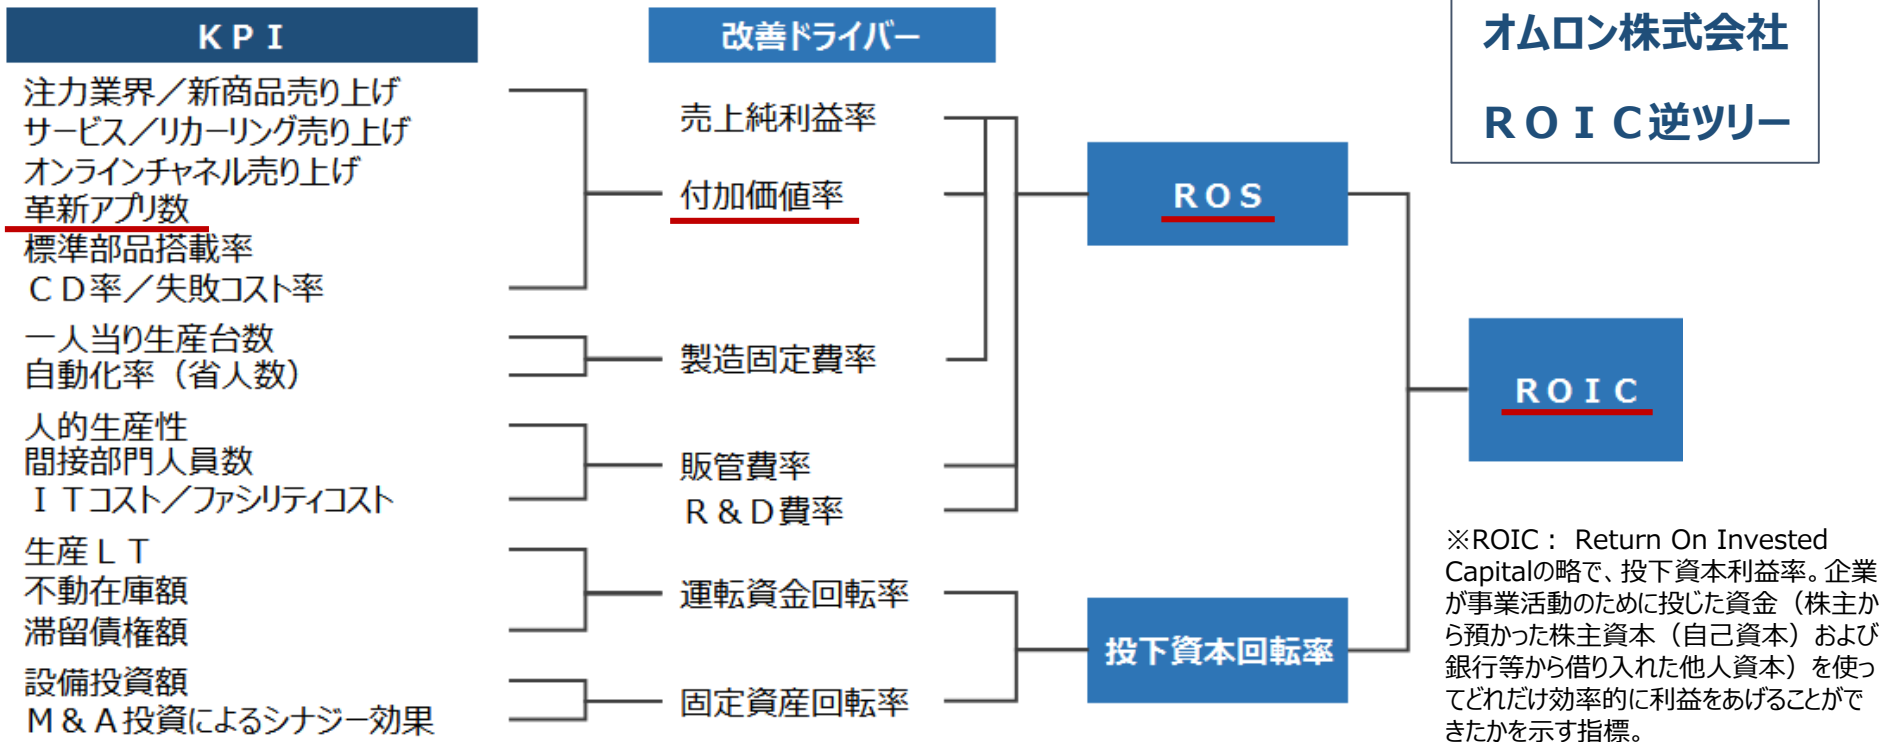 KPI
改善ドライバー
オムロン株式会社
ROIC逆ツリー
注力業界／新商品売り上げ
サービス／リカーリング売り上げ
オンラインチャネル売り上げ
革新アプリ数
標準部品搭載率
CD率／失敗コスト率
一人当り生産台数
自動化率（省人数）
人的生産性
間接部門人員数
ITコスト／ファシリティコスト
生産LT
不動在庫額
滞留債権額
設備投資額
M&A投資によるシナジー効果
売上純利益率
付加価値率
製造固定費率
販管費率
R&D費率
運転資金回転率
固定資産回転率
ROS
投下資本回転率
ROIC
※ROIC： Return On Invested
Capitalの略で、投下資本利益率。企業
が事業活動のために投じた資金（株主か
ら預かった株主資本（自己資本）および
銀行等から借り入れた他人資本）を使っ
てどれだけ効率的に利益をあげることがで
きたかを示す指標。